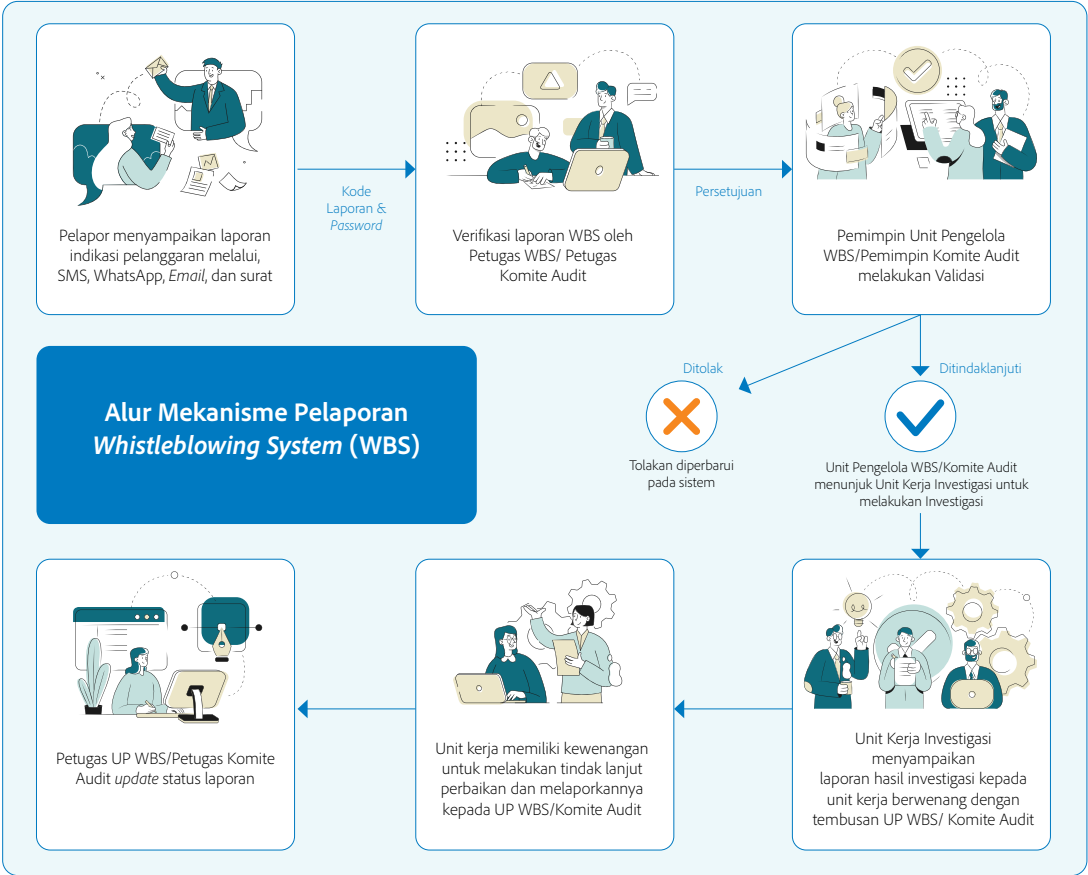 Pelapor menyampaikan laporan
indikasi pelanggaran melalui,
SMS, WhatsApp, Email, dan surat
Kode
Laporan &
Password
Verifikasi laporan WBS oleh
Petugas WBS/ Petugas
Komite Audit
Persetujuan
Pemimpin Unit Pengelola
WBS/Pemimpin Komite Audit
melakukan Validasi
Alur Mekanisme Pelaporan
Whistleblowing System (WBS)
Ditolak
Tolakan diperbarui
pada sistem
Ditindaklanjuti
Unit Pengelola WBS/Komite Audit
menunjuk Unit Kerja Investigasi untuk
melakukan Investigasi
Unit Kerja Investigasi
menyampaikan
laporan hasil investigasi kepada
unit kerja berwenang dengan
tembusan UP WBS/ Komite Audit
Unit kerja memiliki kewenangan
untuk melakukan tindak lanjut
perbaikan dan melaporkannya
kepada UP WBS/Komite Audit
Petugas UP WBS/Petugas Komite
Audit update status laporan